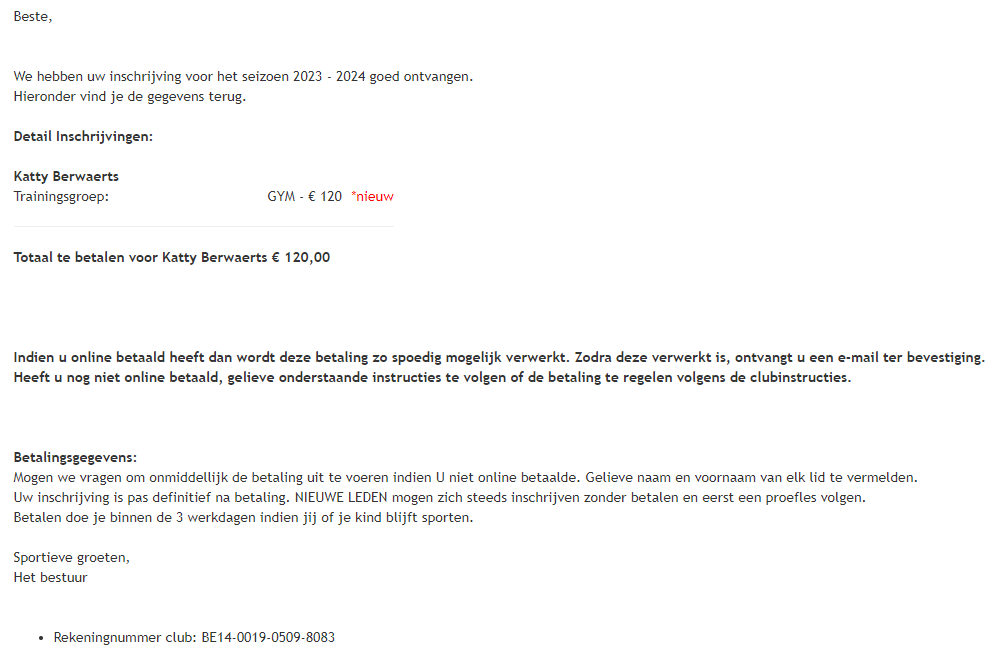 Beste,
We hebben uw inschrijving voor het seizoen 2023 - 2024 goed ontvangen.
Hieronder vind je de gegevens terug.
Detail Inschrijvingen:
Katty Berwaerts
Trainingsgroep: GYM - € 120 *nieuw
Totaal te betalen voor Katty Berwaerts € 120,00
Indien u online betaald heeft dan wordt deze betaling zo spoedig mogelijk verwerkt. Zodra deze verwerkt is, ontvangt u een e-mail ter bevestiging.
Heeft u nog niet online betaald, gelieve onderstaande instructies te volgen of de betaling te regelen volgens de clubinstructies.
Betalingsgegevens:
Mogen we vragen om onmiddellijk de betaling uit te voeren indien U niet online betaalde. Gelieve naam en voornaam van elk lid te vermelden.
Uw inschrijving is pas definitief na betaling. NIEUWE LEDEN mogen zich steeds inschrijven zonder betalen en eerst een proefles volgen.
Betalen doe je binnen de 3 werkdagen indien jij of je kind blijft sporten.
Sportieve groeten,
Het bestuur
• Rekeningnummer club: BE14-0019-0509-8083